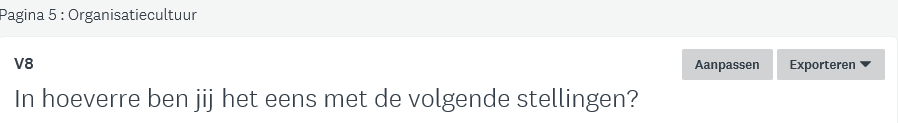 Pagina 5 : Organisatiecultuur
V8
Aanpassen
Exporteren
In hoeverre ben jij het eens met de volgende stellingen?